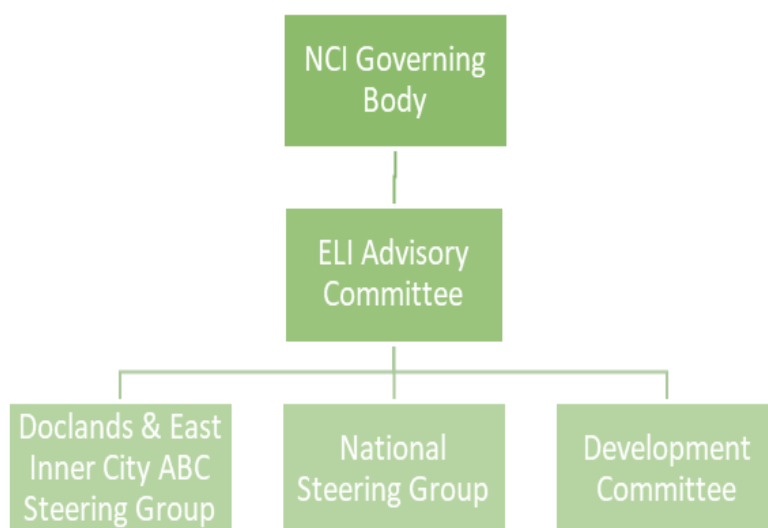 NCI Governing
Body
ELI Advisory
Committee
Doclands & East
Inner City ABC
Steering Group
National
Steering Group
Development
Committee